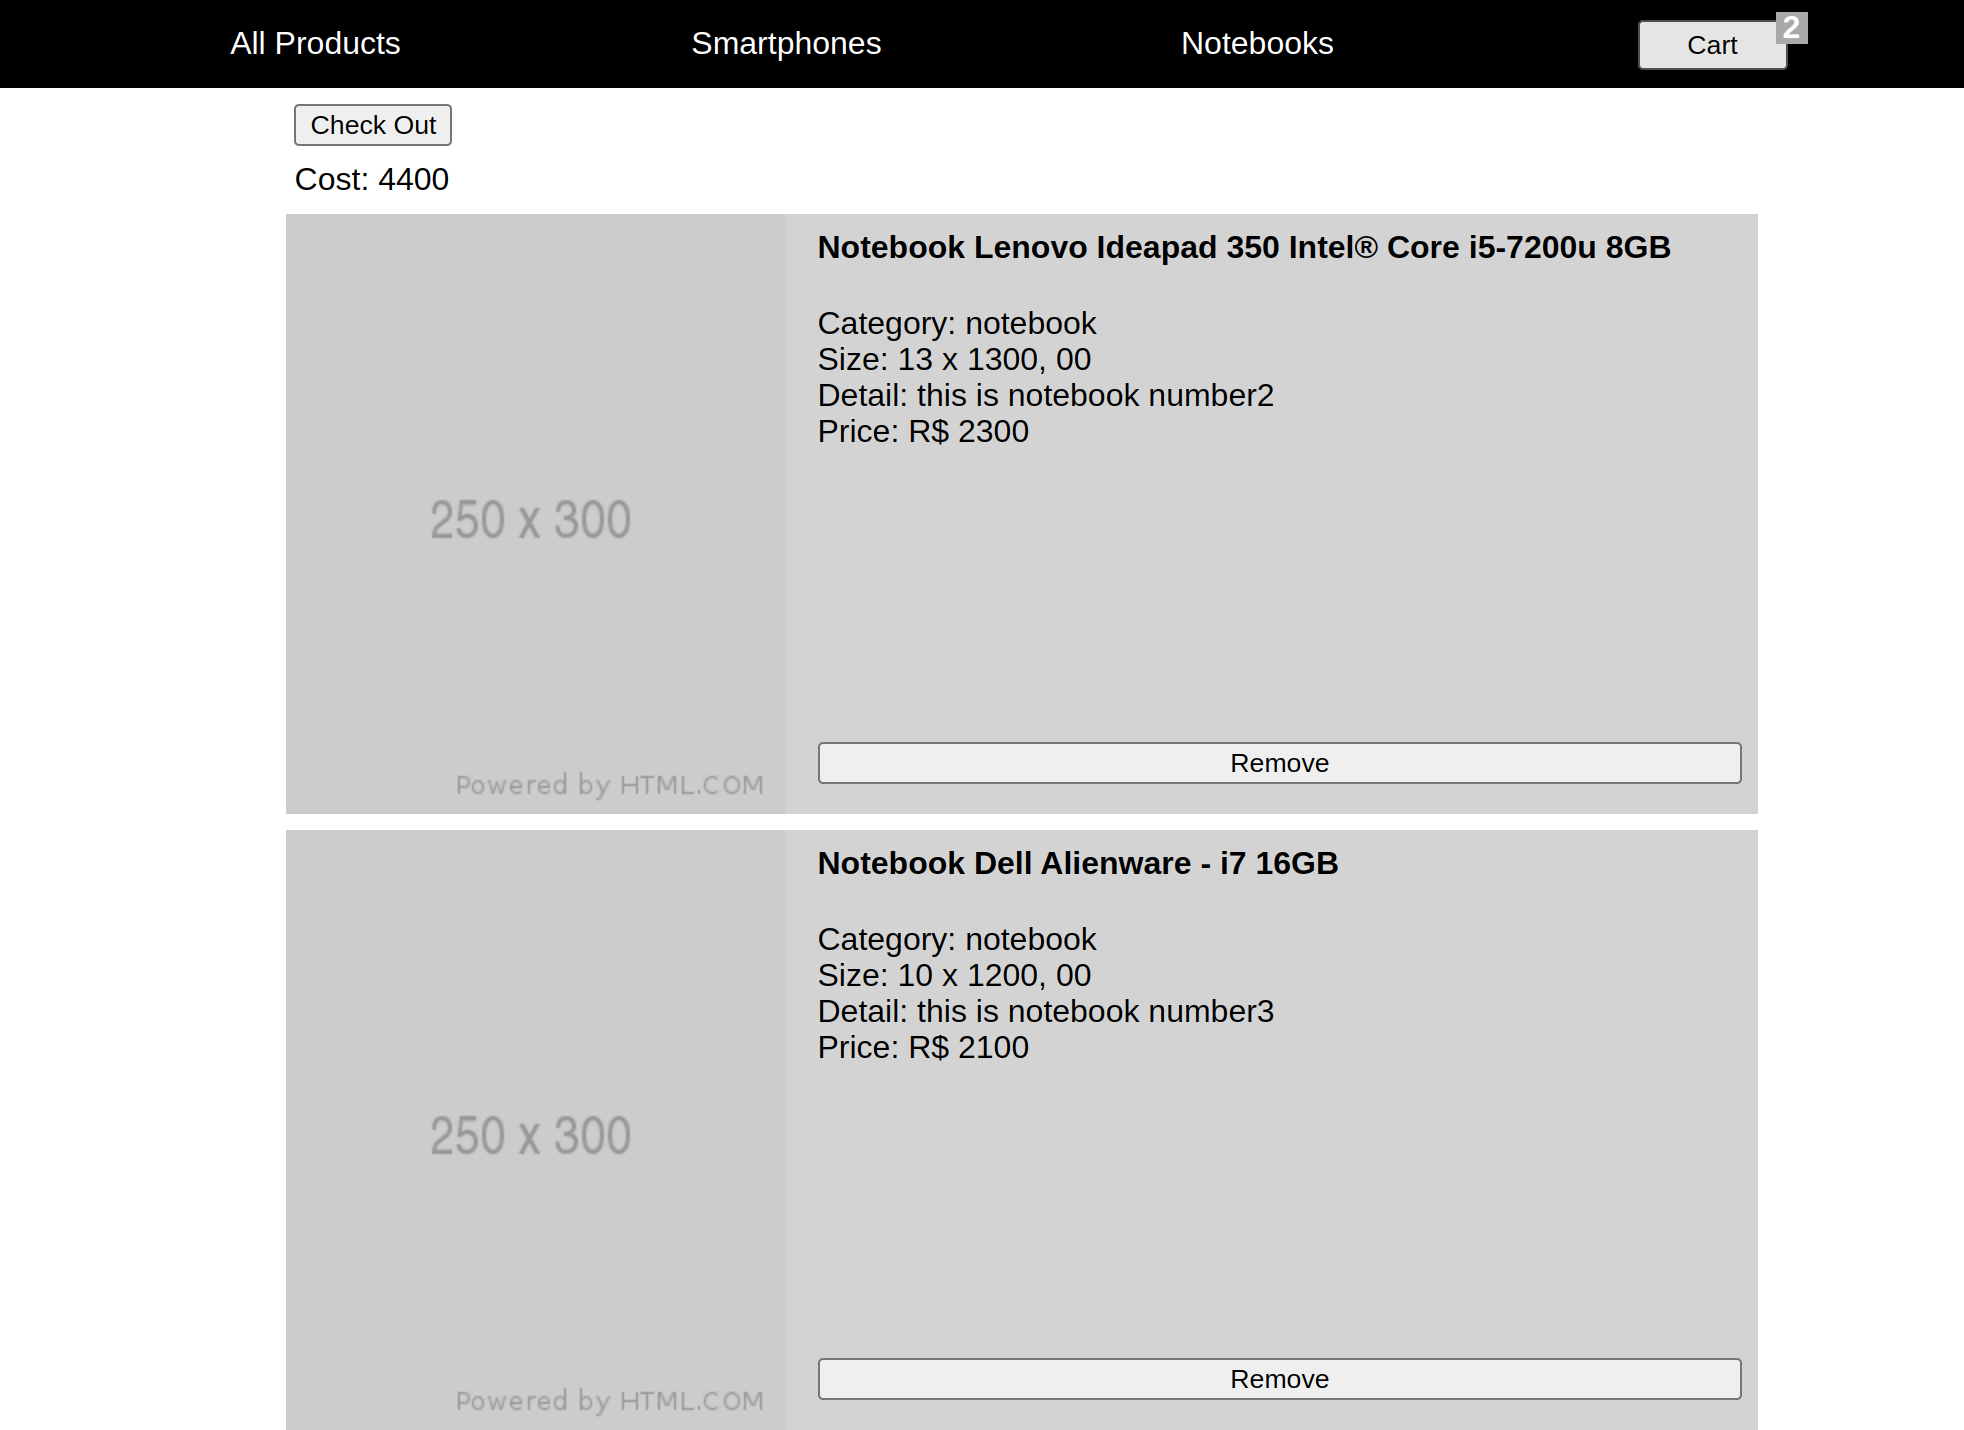 All Products Smartphones Notebooks Cart 2
Check Out
Cost: 4400
Notebook Lenovo Ideapad 350 Intel® Core i5-7200u 8GB
Category: notebook
Size: 13 x 1300, 00
Detail: this is notebook number2
Price: R$ 2300
250 x 300
Remove
Powered by HTML.COM
Notebook Dell Alienware - i7 16GB
Category: notebook
Size: 10 x 1200, 00
Detail: this is notebook number3
Price: R$ 2100
250 x 300
Remove
Powered by HTML.COM